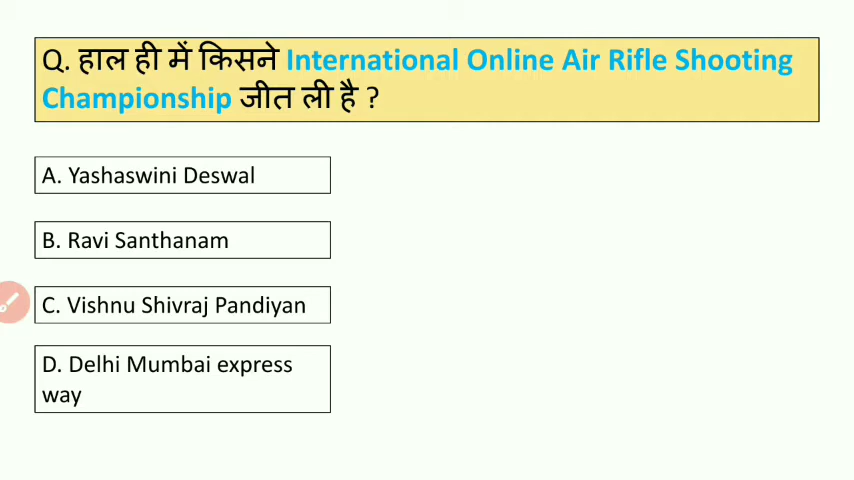 Q. हाल ही में किसने International Online Air Rifle Shooting
Championship जीत ली है ?
A. Yashaswini Deswal
B. Ravi Santhanam
C. Vishnu Shivraj Pandiyan
D. Delhi Mumbai express
way